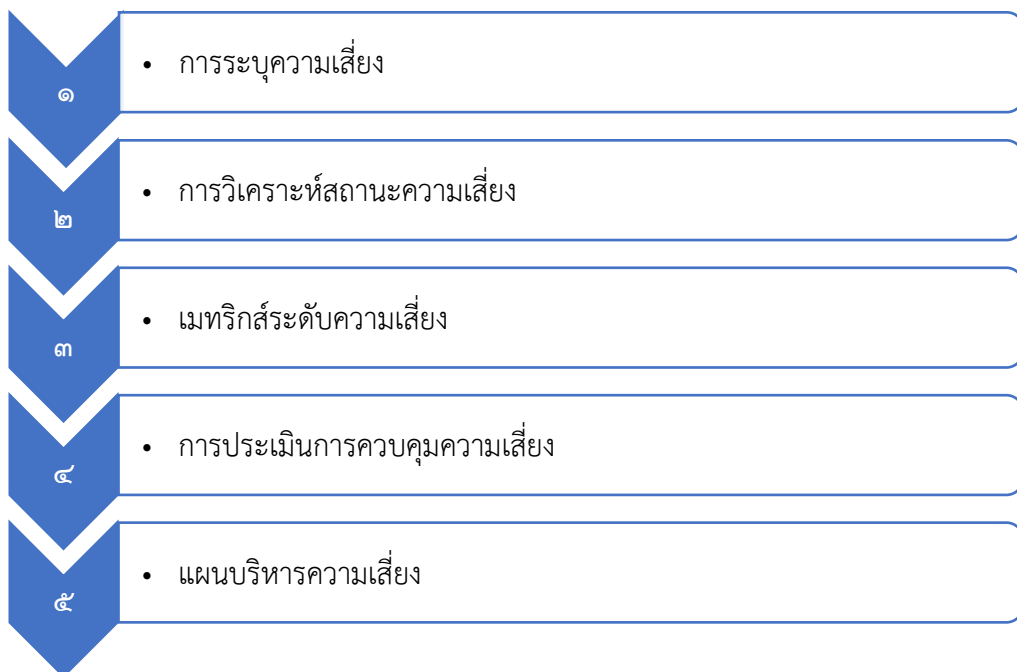 ๑
• การระบุความเสี่ยง
๒
• การวิเคราะห์สถานะความเสี่ยง
๓
• เมทริกส์ระดับความเสี่ยง
๔
• การประเมินการควบคุมความเสี่ยง
๕
• แผนบริหารความเสี่ยง